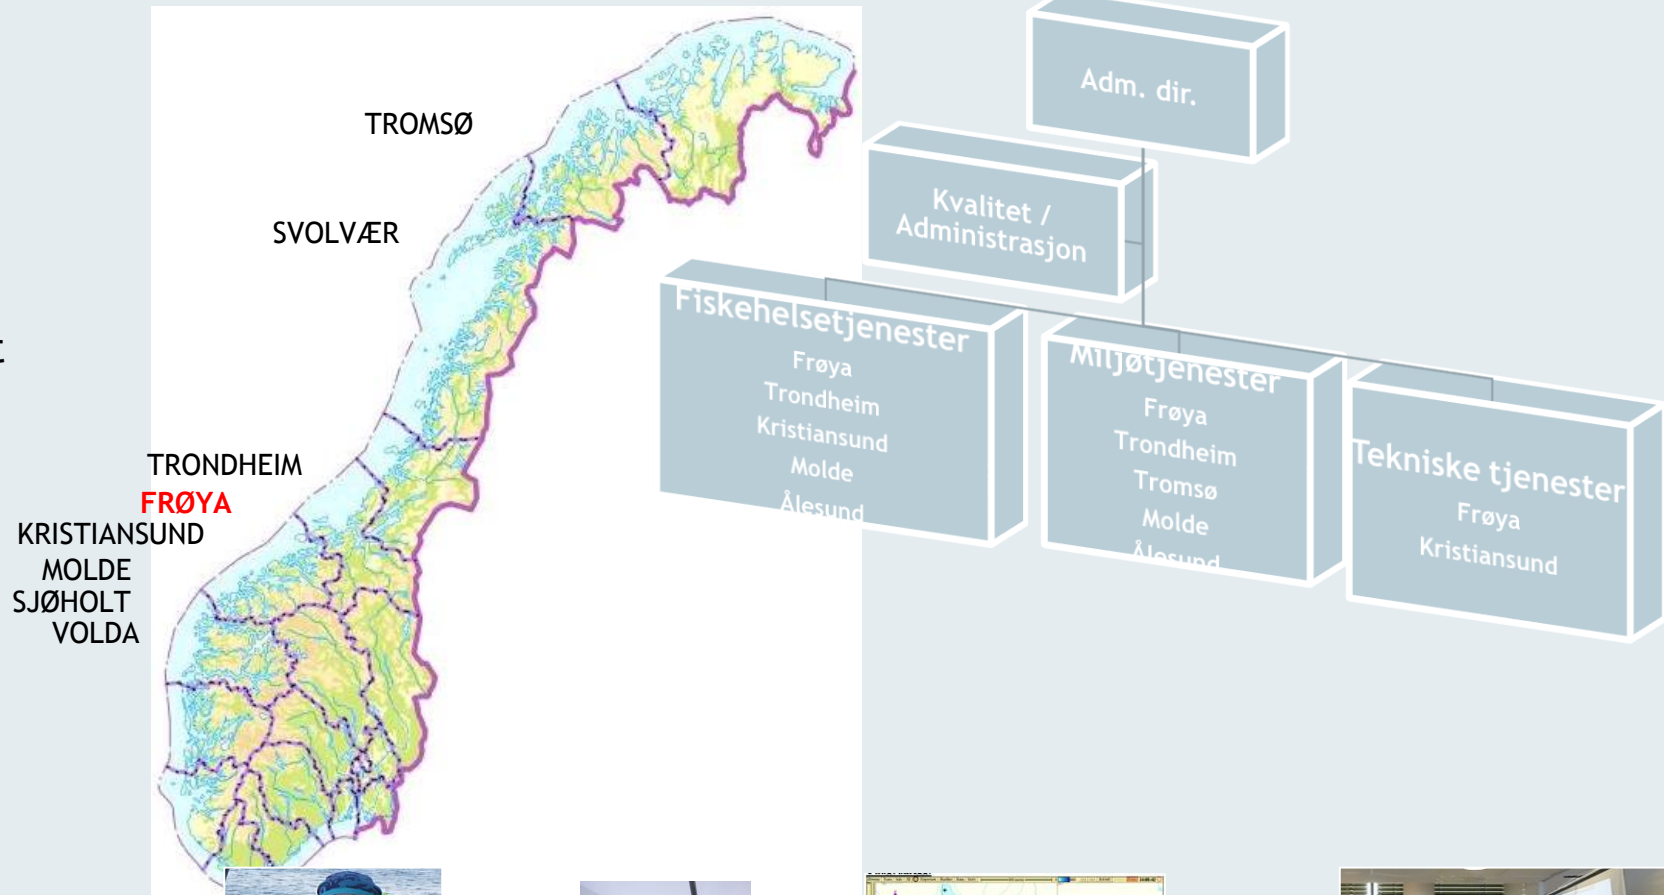 TROMSØ
SVOLVÆR
TRONDHEIM
FRØYA
KRISTIANSUND
MOLDE
SJØHOLT
VOLDA
Adm. dir.
Kvalitet /
Administrasjon
Fiskehelsetjenester
Frøya
Trondheim
Kristiansund
Molde
Ålesund
Miljøtjenester
Frøya
Trondheim
Tromsø
Molde
Ålesund
Tekniske tjenester
Frøya
Kristiansund